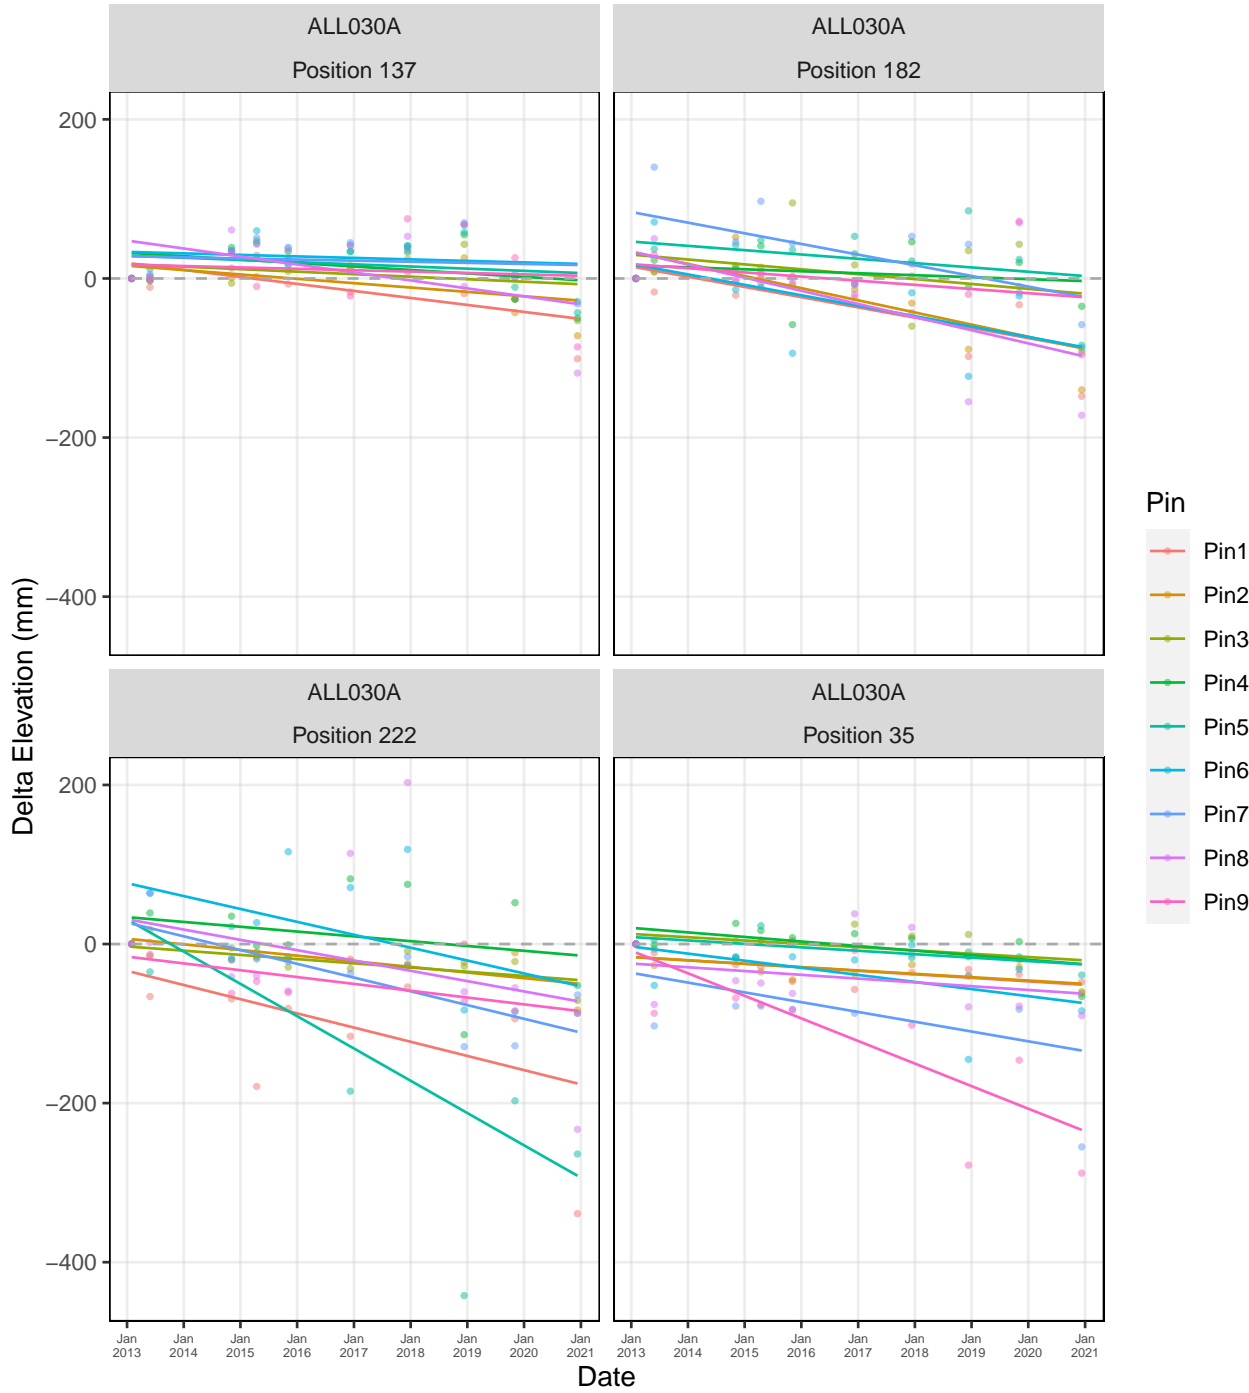 ALL030A
Position 137
ALL030A
Position 182
200
0
−200
−400
ALL030A
Position 222
ALL030A
Position 35
200
0
−200
−400
Delta Elevation (mm)
Jan 2013
Jan 2014
Jan 2015
Jan 2016
Jan 2017
Jan 2018
Jan 2019
Jan 2020
Jan 2021
Jan 2013
Jan 2014
Jan 2015
Jan 2016
Jan 2017
Jan 2018
Jan 2019
Jan 2020
Jan 2021
Date
Pin
Pin1
Pin2
Pin3
Pin4
Pin5
Pin6
Pin7
Pin8
Pin9